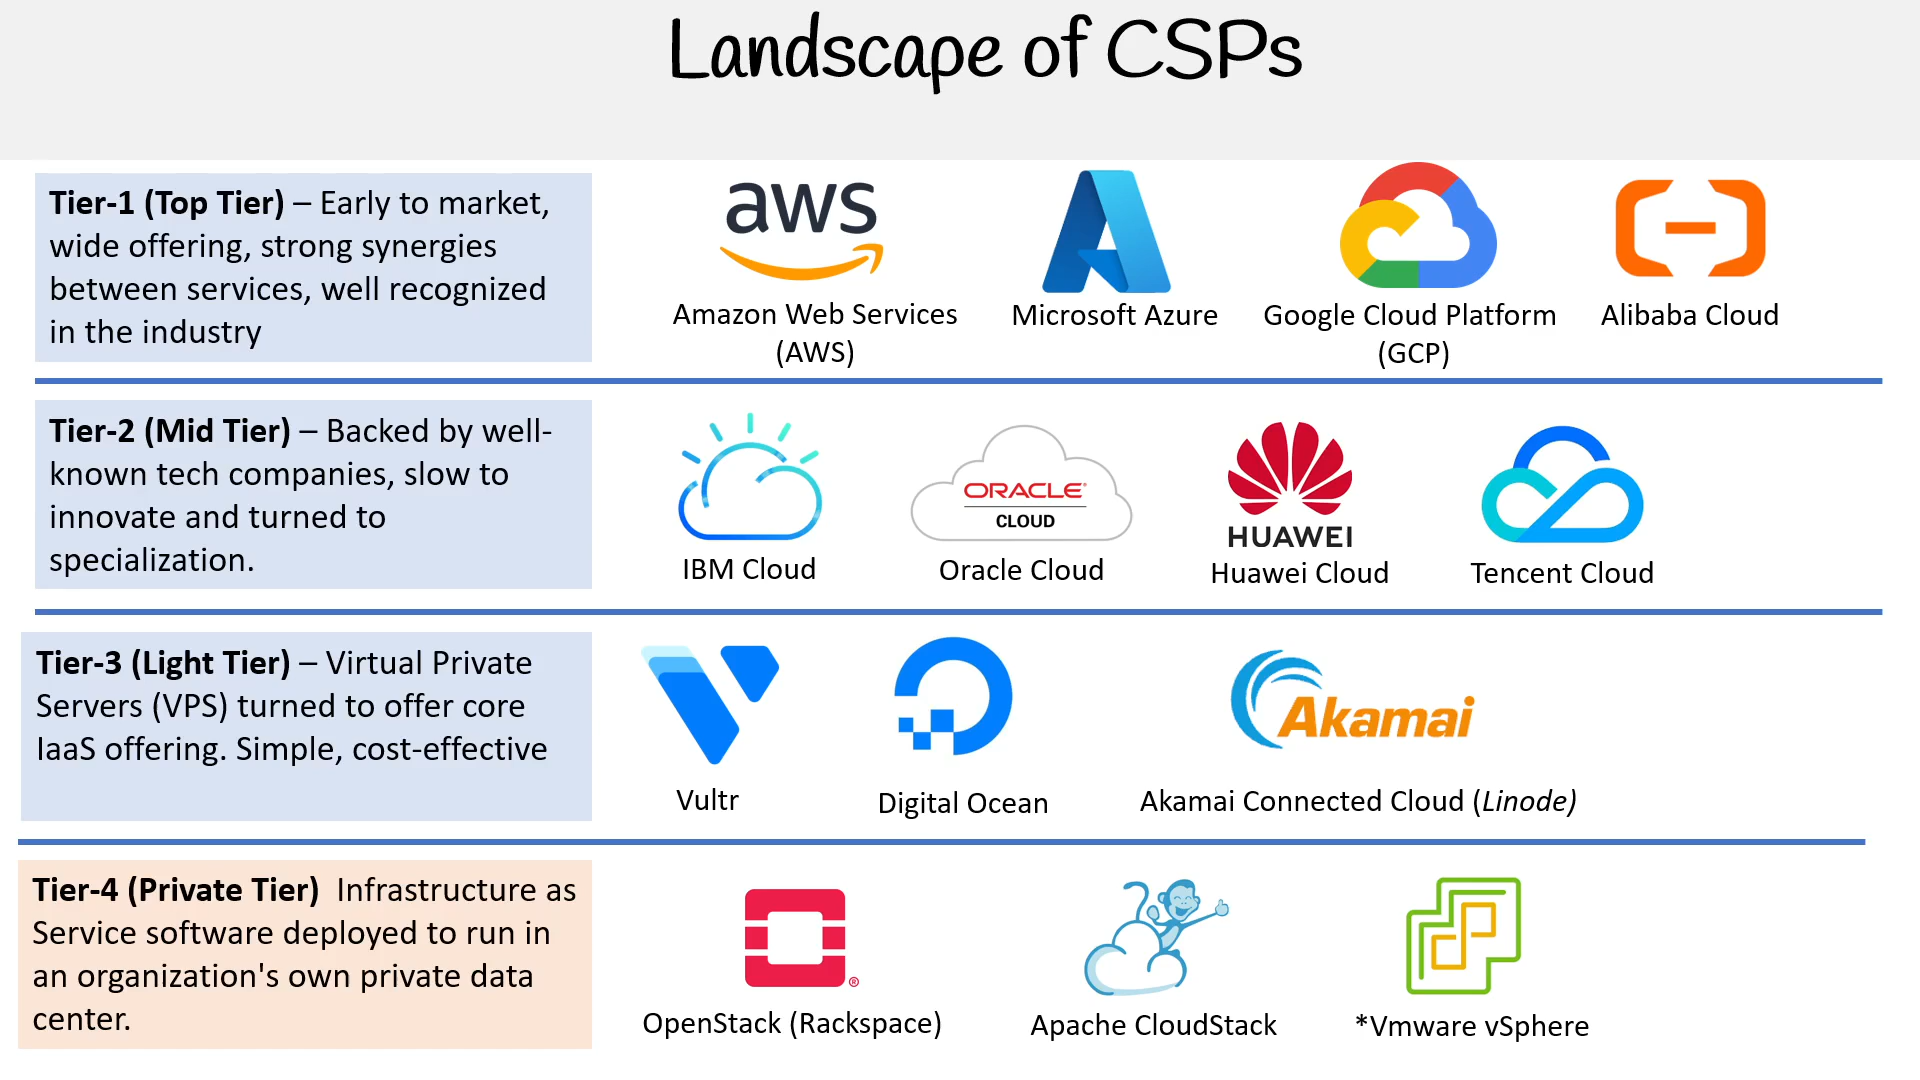 Landscape of CSPs
Tier-1 (Top Tier) – Early to market,
wide offering, strong synergies
between services, well recognized
in the industry
aws
Amazon Web Services
(AWS)
Microsoft Azure
Google Cloud Platform
(GCP)
Alibaba Cloud
Tier-2 (Mid Tier) – Backed by well-
known tech companies, slow to
innovate and turned to
specialization.
IBM Cloud
ORACLE®
CLOUD
Oracle Cloud
HUAWEI
Huawei Cloud
Tencent Cloud
Tier-3 (Light Tier) – Virtual Private
Servers (VPS) turned to offer core
IaaS offering. Simple, cost-effective
Vultr
Digital Ocean
Akamai
Akamai Connected Cloud (Linode)
Tier-4 (Private Tier)  Infrastructure as
Service software deployed to run in
an organization's own private data
center.
®
OpenStack (Rackspace)
Apache CloudStack
*Vmware vSphere